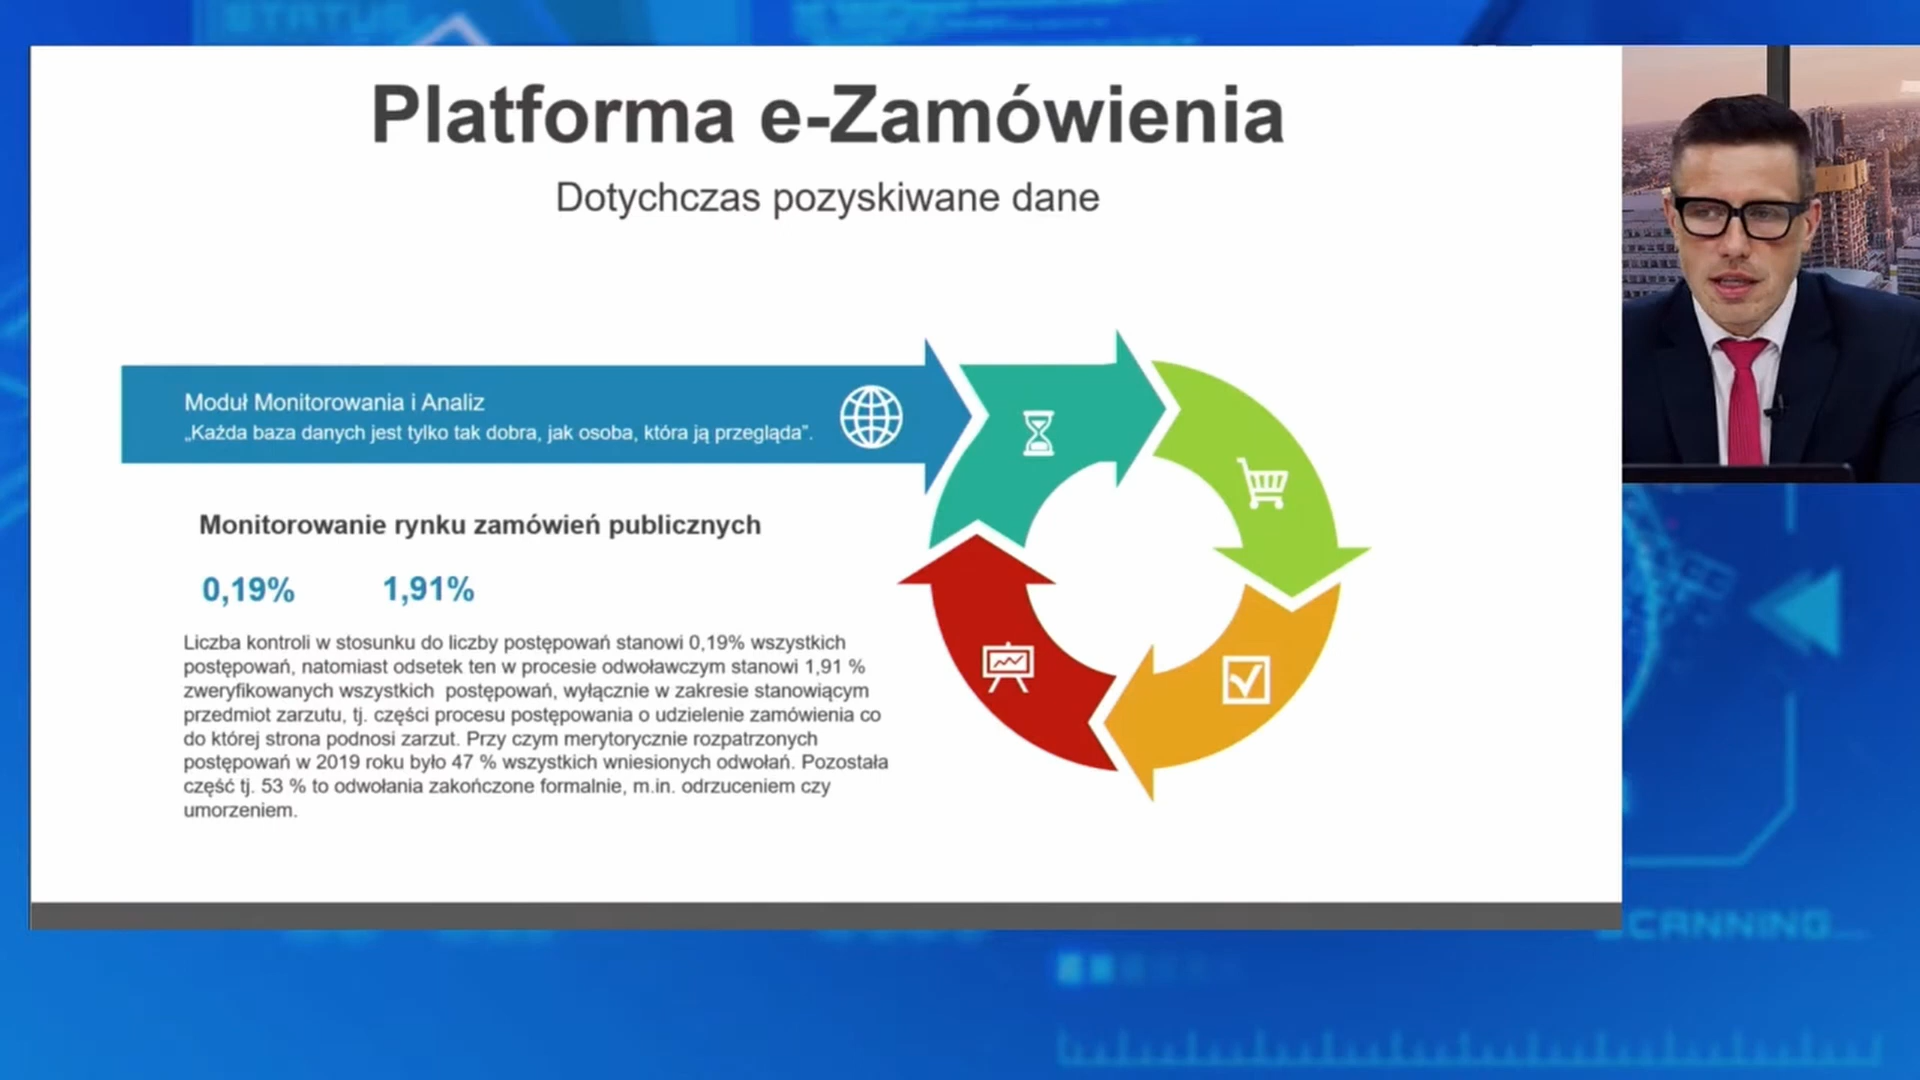 STATUS
Platforma e-Zamówienia
Dotychczas pozyskiwane dane
Moduł Monitorowania i Analiz
„Każda baza danych jest tylko tak dobra, jak osoba, która ją przegląda”.
Monitorowanie rynku zamówień publicznych
0,19% 1,91%
Liczba kontroli w stosunku do liczby postępowań stanowi 0,19% wszystkich
postępowań, natomiast odsetek ten w procesie odwoławczym stanowi 1,91 %
zweryfikowanych wszystkich postępowań, wyłącznie w zakresie stanowiącym
przedmiot zarzutu, tj. części procesu postępowania o udzielenie zamówienia co
do której strona podnosi zarzut. Przy czym merytorycznie rozpatrzonych
postępowań w 2019 roku było 47 % wszystkich wniesionych odwołań. Pozostała
część tj. 53 % to odwołania zakończone formalnie, m.in. odrzuceniem czy
umorzeniem.
SCANNING